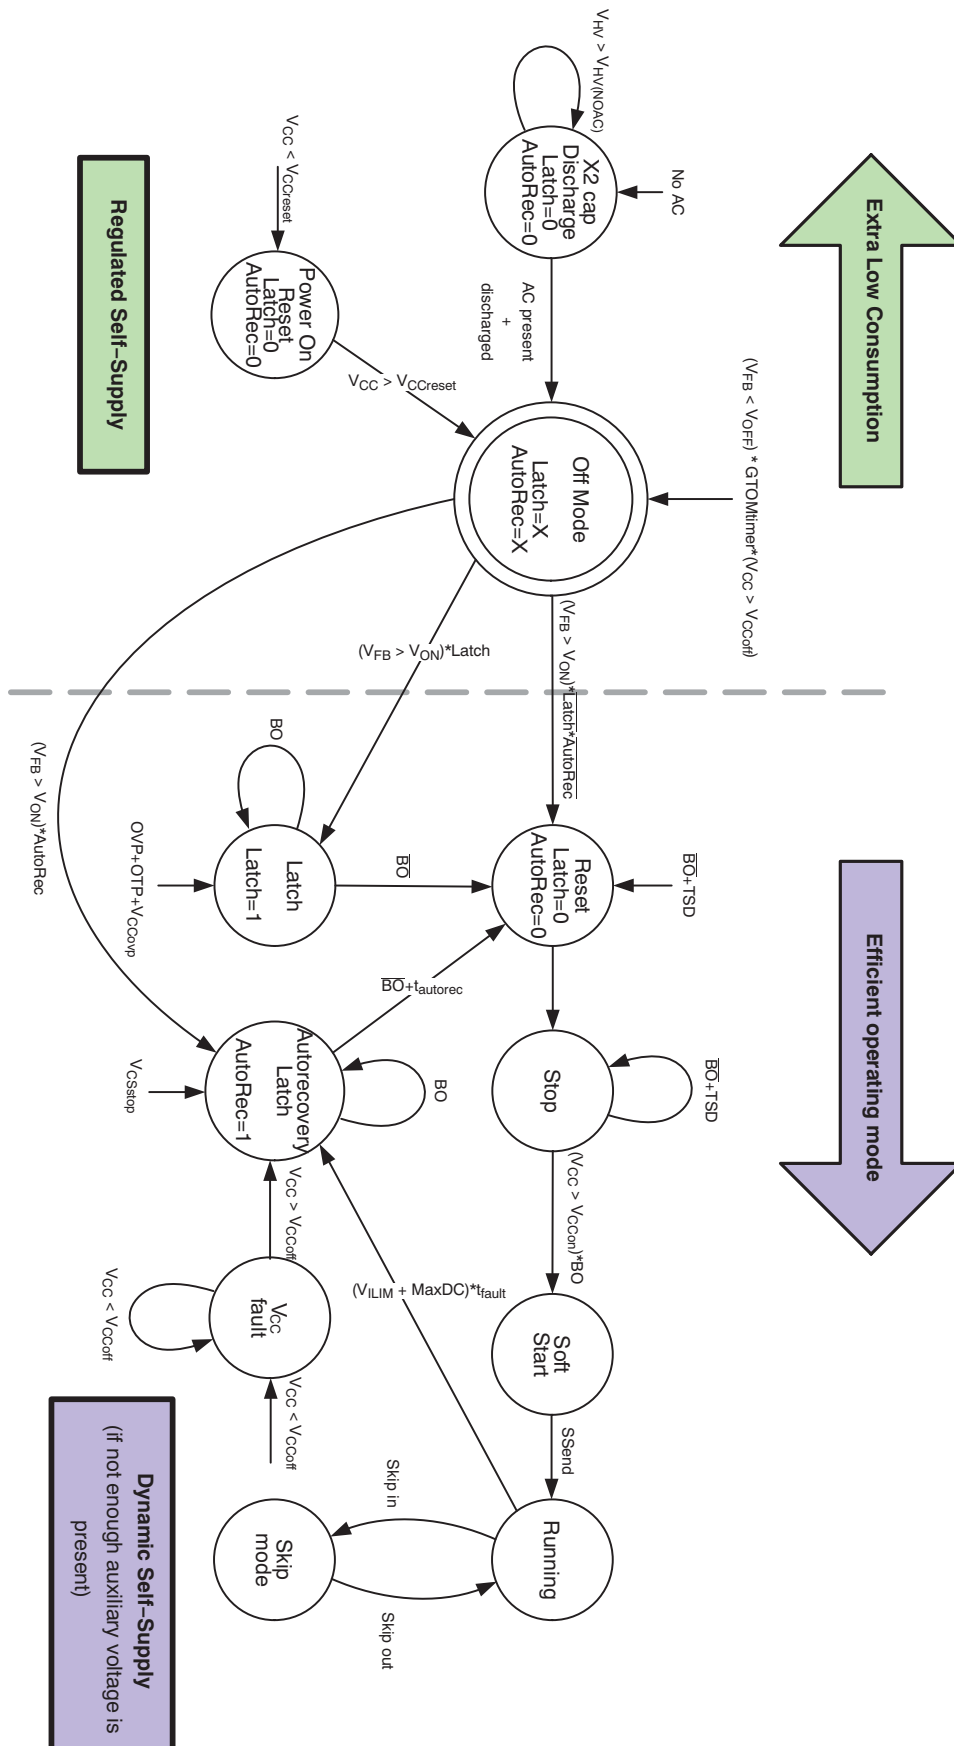 Extra Low Consumption
Efficient operating mode
(VFB < VOFF) * GTOMtimer*(VCC > VCCoff)
No AC
VHV > VHV(NOAC)
X2 cap
Discharge
Latch=0
AutoRec=0
AC present
+
discharged
Off Mode
Latch=X
AutoRec=X
(VFB > VON)*Latch*AutoRec
BO+TSD
Reset
Latch=0
AutoRec=0
BO+TSD
Stop
(VCC > VCCon)*BO
Soft
Start
SSend
Running
VCC < VCCreset
Power On
Reset
Latch=0
AutoRec=0
VCC > VCCreset
(VFB > VON)*Latch
BO
Latch
Latch=1
BO
OVP+OTP+VCCovp
(VFB > VON)*AutoRec
BO+tautorec
BO
Autorecovery
Latch
AutoRec=1
VCSstop
(VILIM + MaxDC)*tfault
VCC > VCCoff
VCC
fault
VCC < VCCoff
VCC < VCCoff
Skip in
Skip
mode
Skip out
Regulated Self–Supply
Dynamic Self–Supply
(if not enough auxiliary voltage is
present)